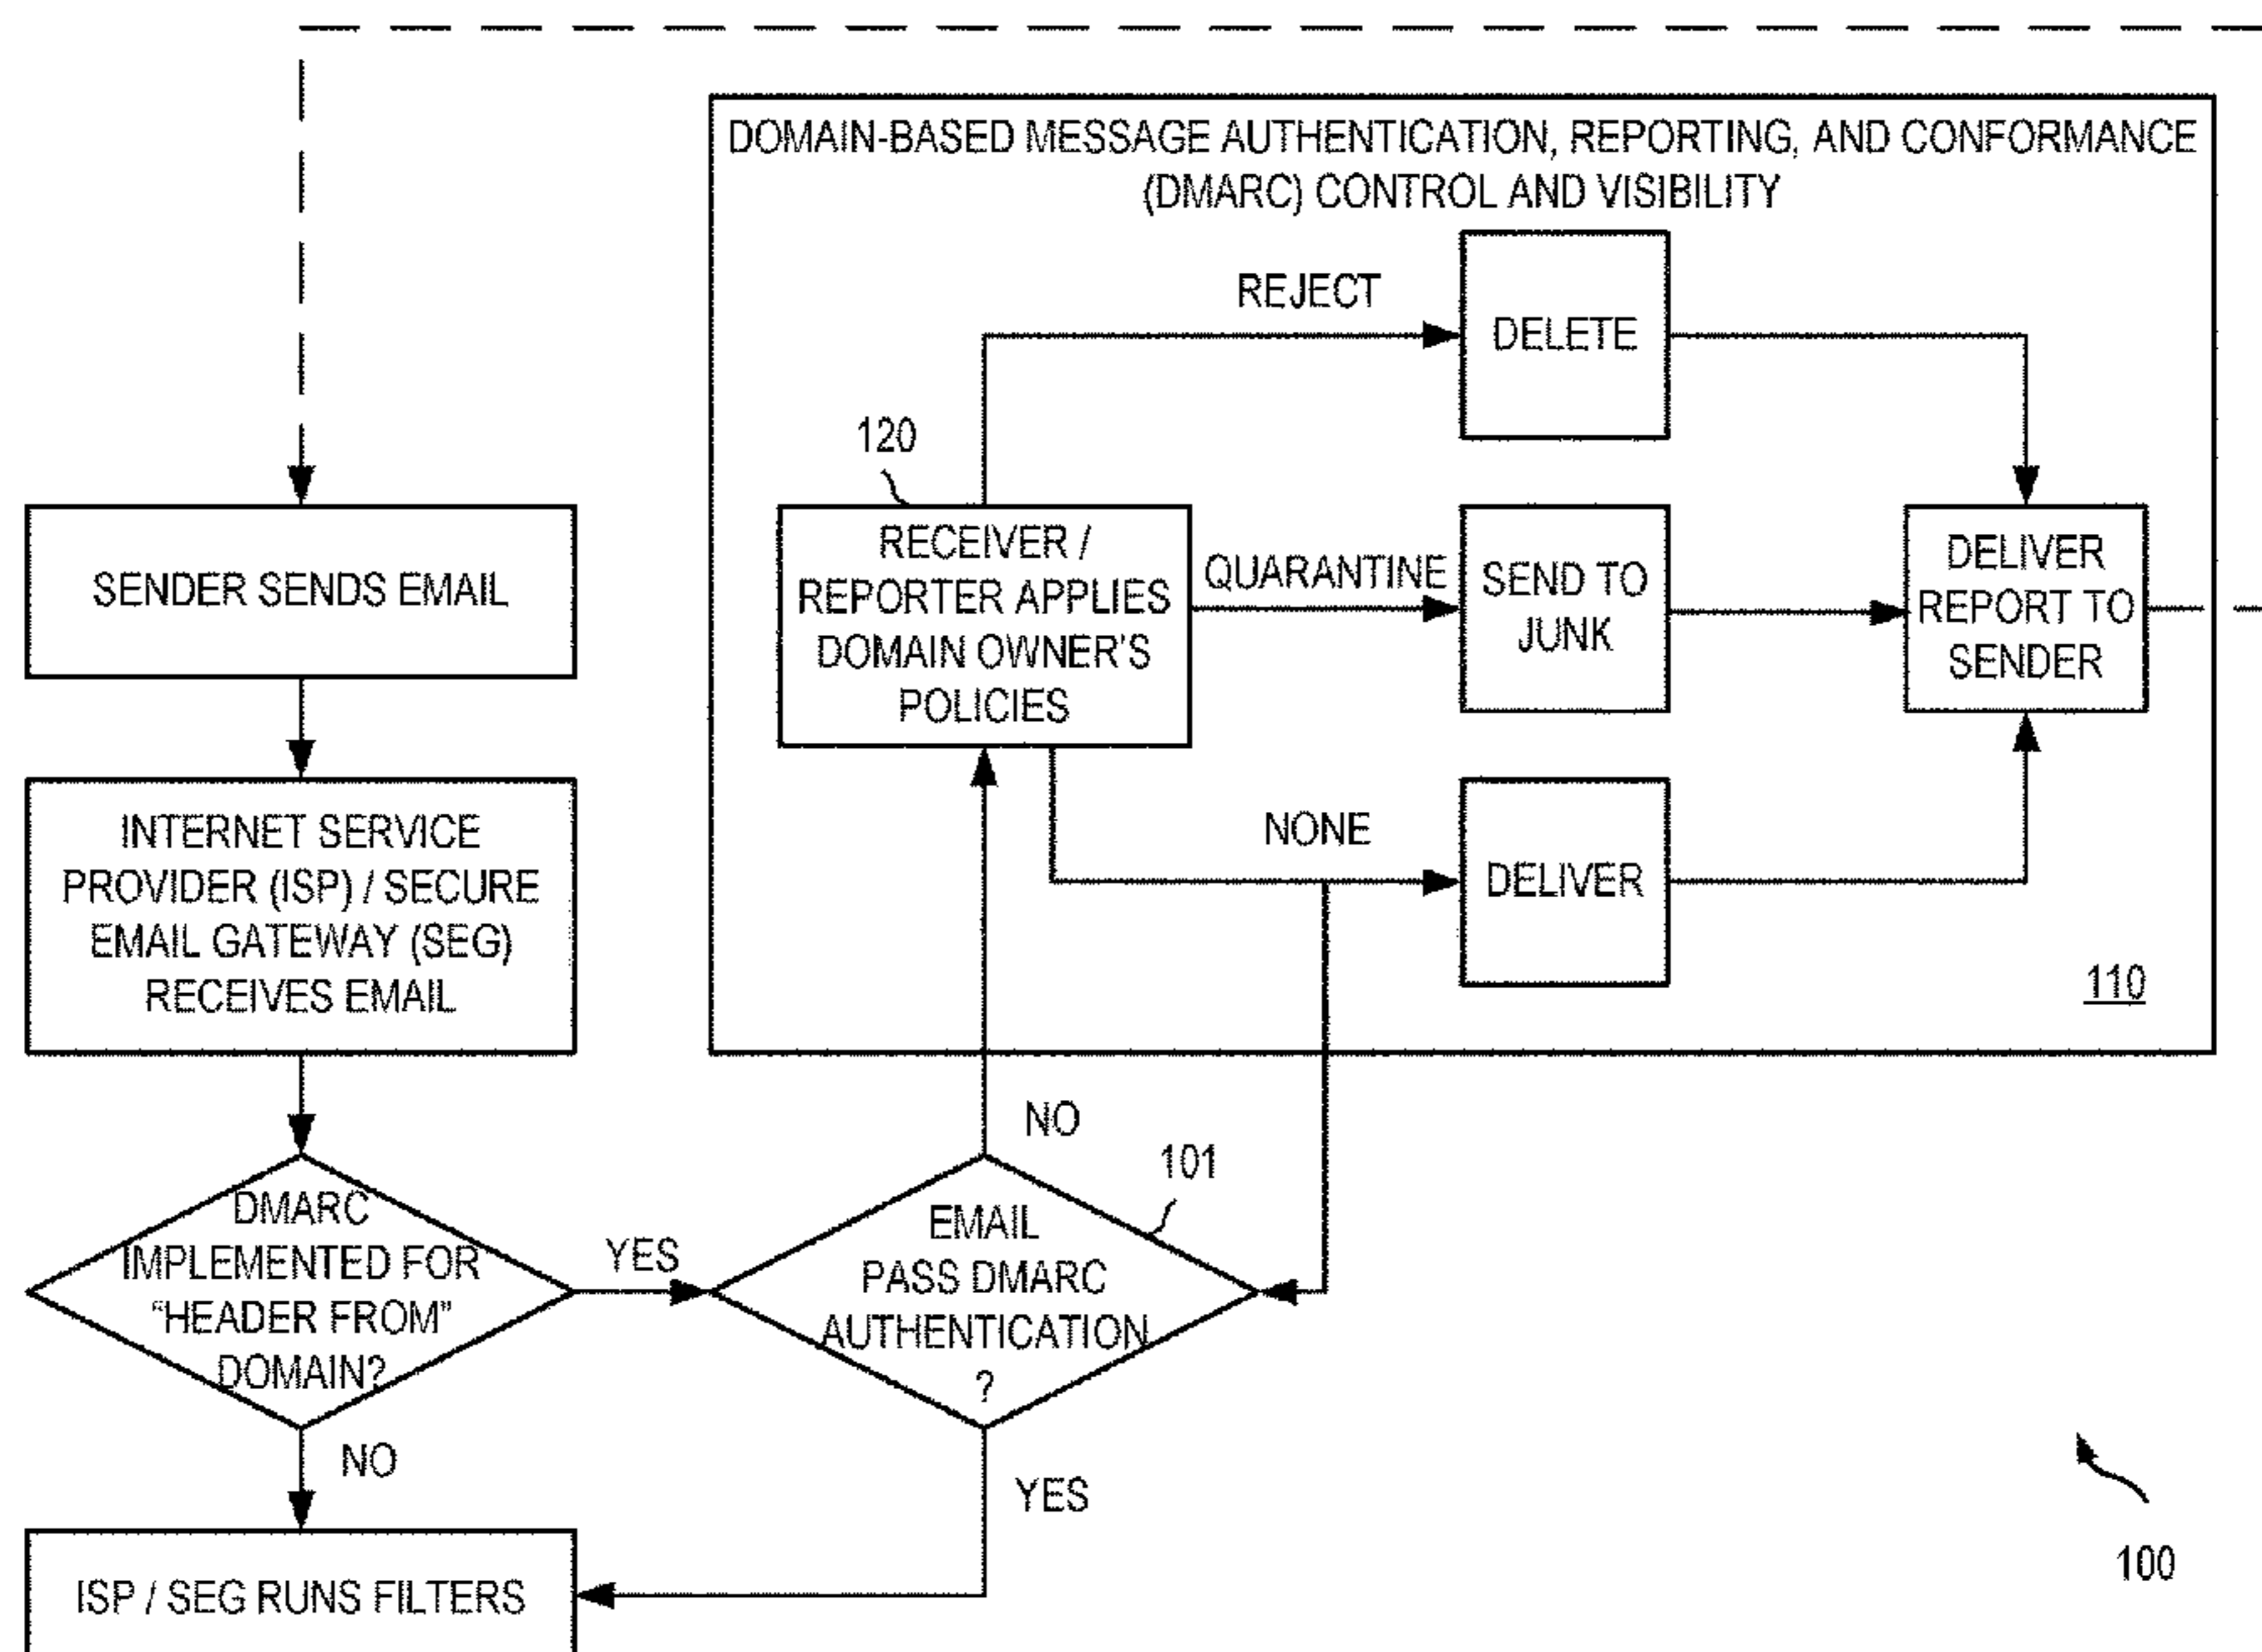 DOMAIN-BASED MESSAGE AUTHENTICATION, REPORTING, AND CONFORMANCE
(DMARC) CONTROL AND VISIBILITY
REJECT
DELETE
120
RECEIVER /
REPORTER APPLIES
DOMAIN OWNER'S
POLICIES
QUARANTINE
SEND TO
JUNK
DELIVER
REPORT TO
SENDER
NONE
DELIVER
110
SENDER SENDS EMAIL
INTERNET SERVICE
PROVIDER (ISP) / SECURE
EMAIL GATEWAY (SEG)
RECEIVES EMAIL
DMARC
IMPLEMENTED FOR
“HEADER FROM”
DOMAIN?
YES
NO
101
EMAIL
PASS DMARC
AUTHENTICATION
?
NO
YES
ISP / SEG RUNS FILTERS
100